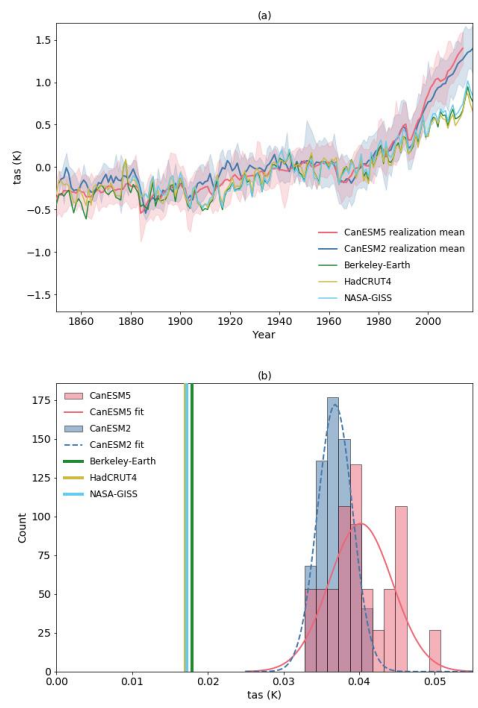 (a)
1.5
1.0
0.5
0.0
−0.5
−1.0
−1.5
tas (K)
CanESM5 realization mean
CanESM2 realization mean
Berkeley-Earth
HadCRUT4
NASA-GISS
1860 1880 1900 1920 1940 1960 1980 2000
Year
(b)
175
150
125
100
75
50
25
0
Count
CanESM5
CanESM5 fit
CanESM2
CanESM2 fit
Berkeley-Earth
HadCRUT4
NASA-GISS
0.00 0.01 0.02 0.03 0.04 0.05
tas (K)